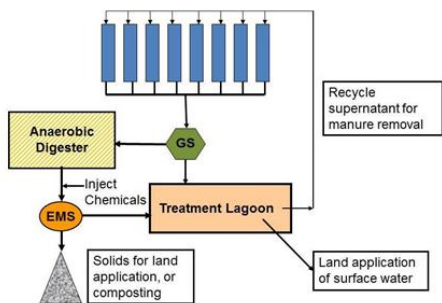 Recycle
supernatant for
manure removal
Anaerobic
Digester
GS
Inject
Chemicals
Treatment Lagoon
EMS
Solids for land
application, or
composting
Land application
of surface water